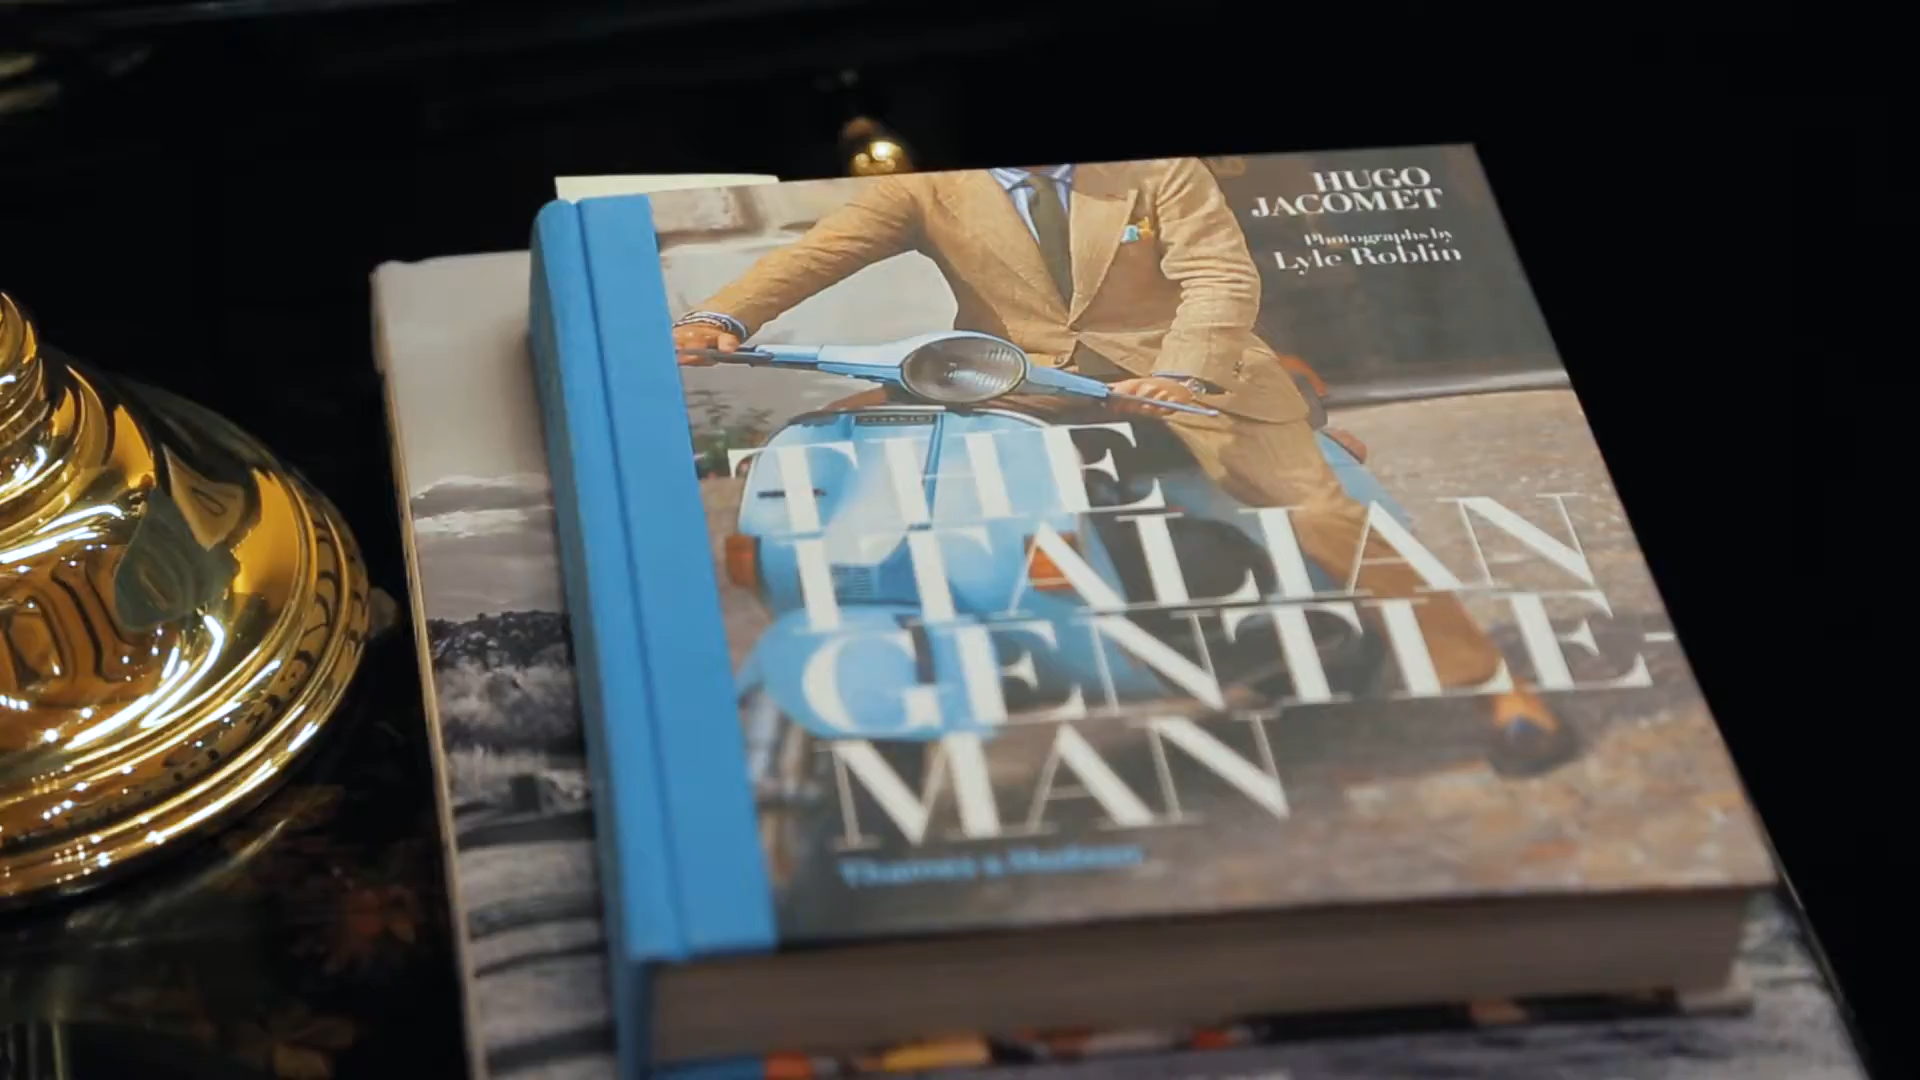 HUGO
JACOMET
Photographs by
Lyle Roblin
THE
ITALIAN
GENTLE-
MAN
Thames & Hudson